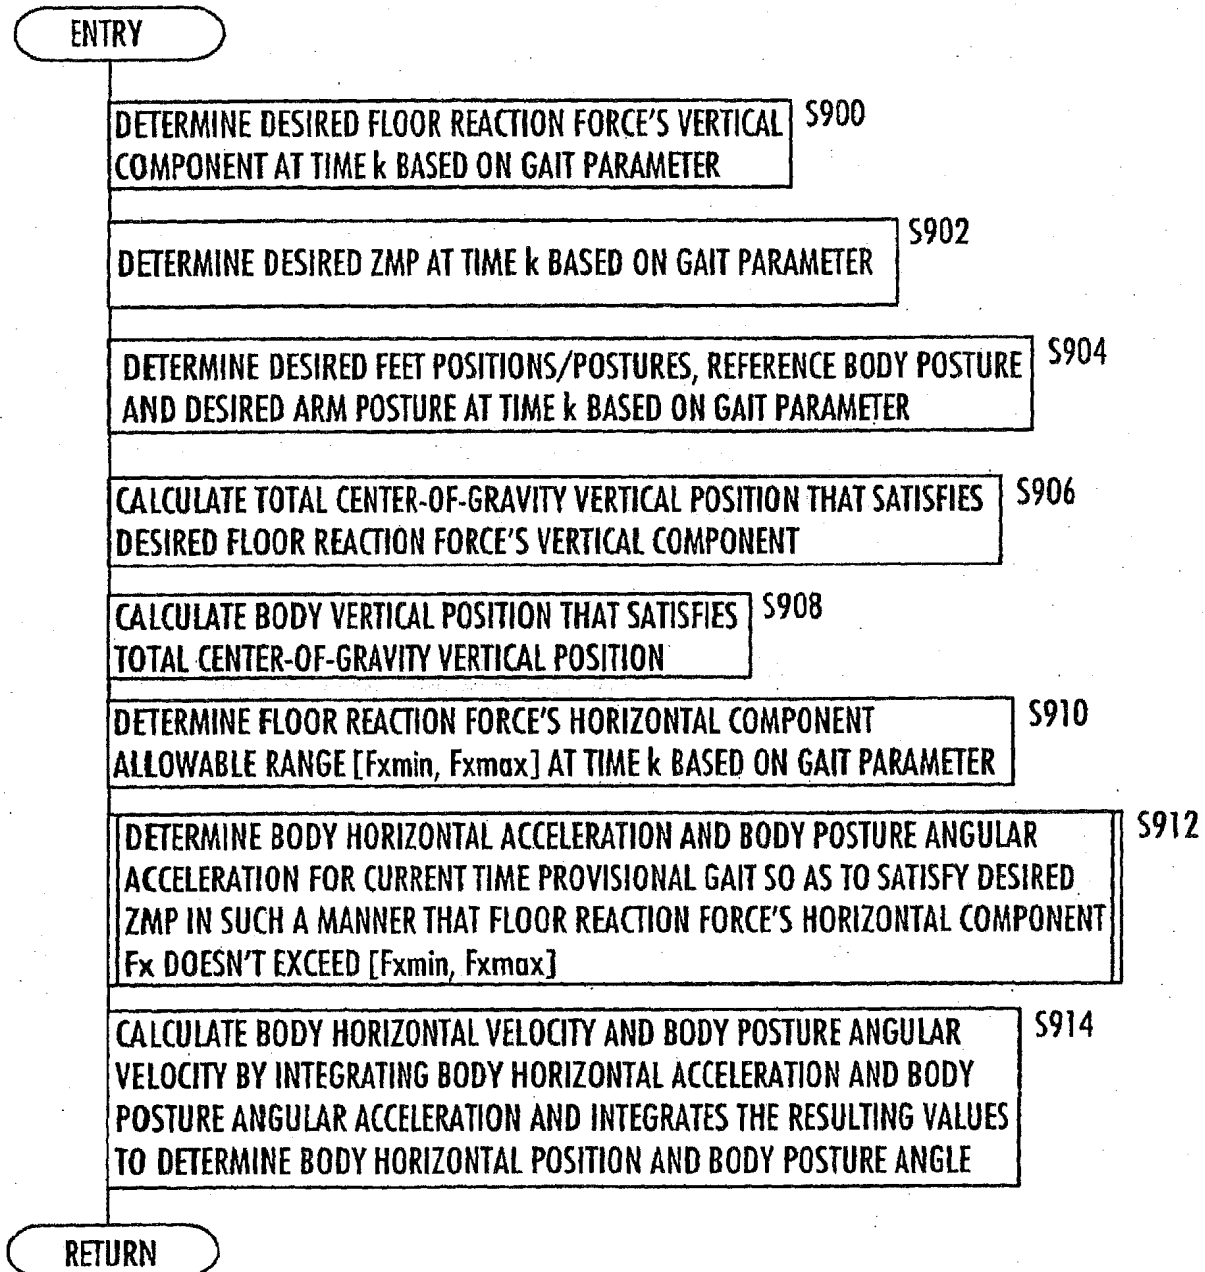 ENTRY
DETERMINE DESIRED FLOOR REACTION FORCE'S VERTICAL
COMPONENT AT TIME k BASED ON GAIT PARAMETER
S900
DETERMINE DESIRED ZMP AT TIME k BASED ON GAIT PARAMETER
S902
DETERMINE DESIRED FEET POSITIONS/POSTURES, REFERENCE BODY POSTURE
AND DESIRED ARM POSTURE AT TIME k BASED ON GAIT PARAMETER
S904
CALCULATE TOTAL CENTER-OF-GRAVITY VERTICAL POSITION THAT SATISFIES
DESIRED FLOOR REACTION FORCE'S VERTICAL COMPONENT
S906
CALCULATE BODY VERTICAL POSITION THAT SATISFIES
TOTAL CENTER-OF-GRAVITY VERTICAL POSITION
S908
DETERMINE FLOOR REACTION FORCE'S HORIZONTAL COMPONENT
ALLOWABLE RANGE [Fxmin, Fxmax] AT TIME k BASED ON GAIT PARAMETER
S910
DETERMINE BODY HORIZONTAL ACCELERATION AND BODY POSTURE ANGULAR
ACCELERATION FOR CURRENT TIME PROVISIONAL GAIT SO AS TO SATISFY DESIRED
ZMP IN SUCH A MANNER THAT FLOOR REACTION FORCE'S HORIZONTAL COMPONENT
Fx DOESN'T EXCEED [Fxmin, Fxmax]
S912
CALCULATE BODY HORIZONTAL VELOCITY AND BODY POSTURE ANGULAR
VELOCITY BY INTEGRATING BODY HORIZONTAL ACCELERATION AND BODY
POSTURE ANGULAR ACCELERATION AND INTEGRATES THE RESULTING VALUES
TO DETERMINE BODY HORIZONTAL POSITION AND BODY POSTURE ANGLE
S914
RETURN